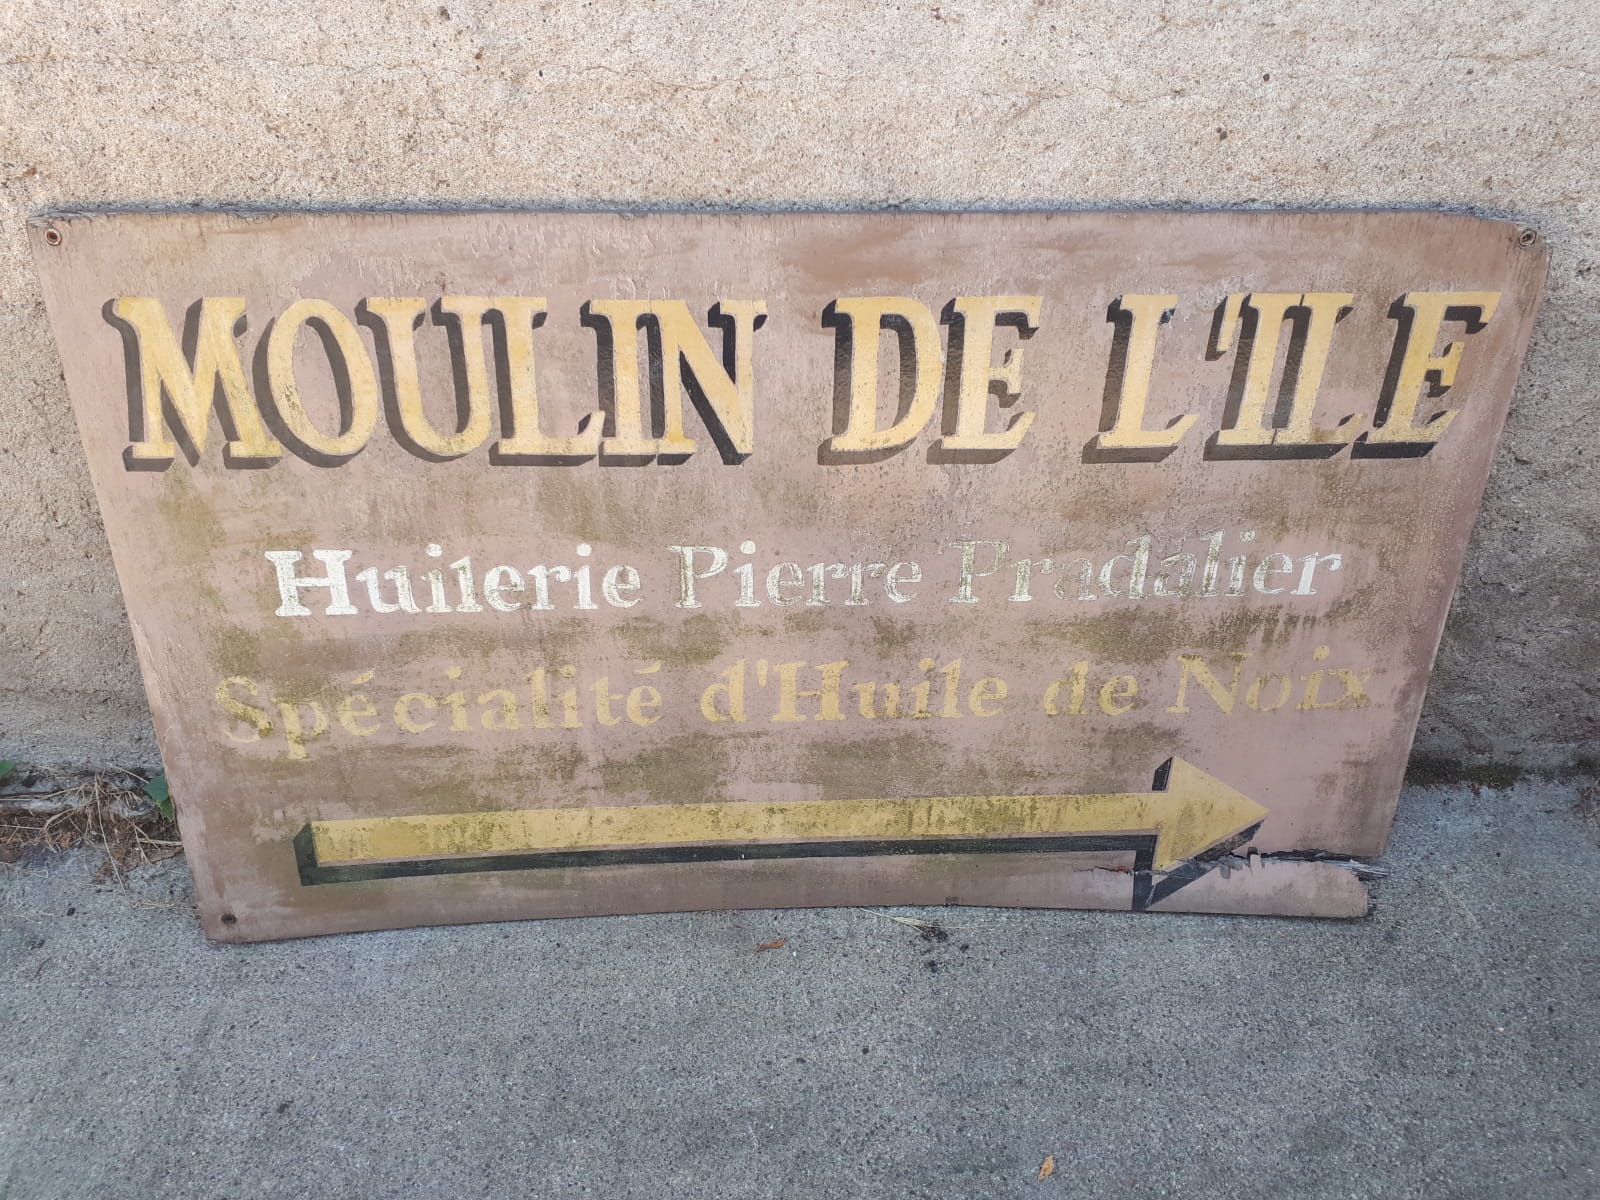 MOULIN DE L'ILE
Huilerie Pierre Pradalier
Spécialité d'Huile de Noix